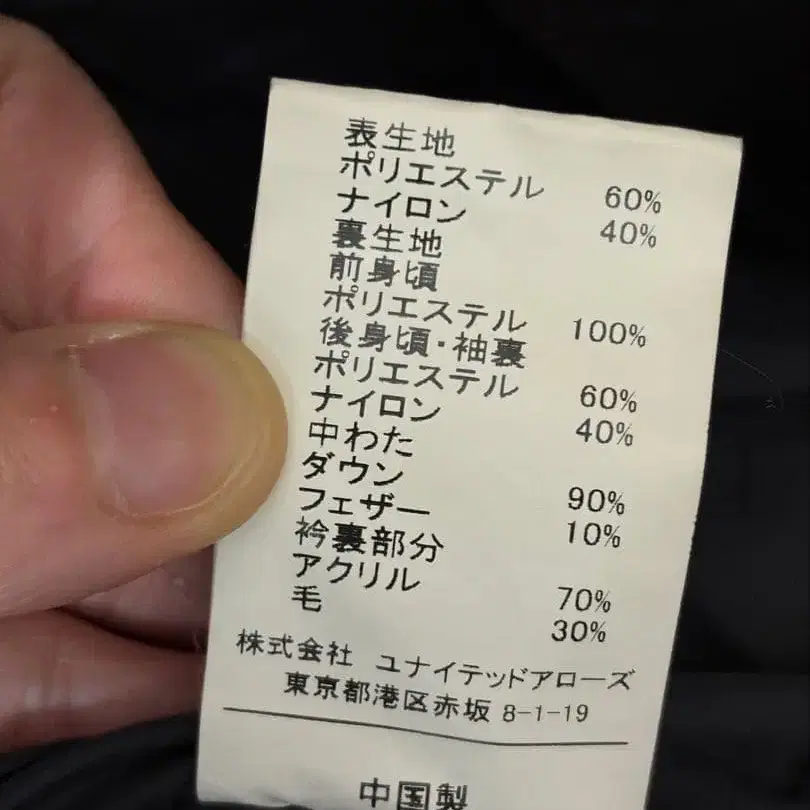 表生地
ポリエステル 60%
ナイロン 40%
裏生地
前身頃
ポリエステル 100%
後身頃・袖裏
ポリエステル 60%
ナイロン 40%
中わた
ダウン 90%
フェザー 10%
衿裏部分
アクリル 70%
毛 30%
株式会社 ユナイテッドアローズ
東京都港区赤坂 8-1-19
中国製